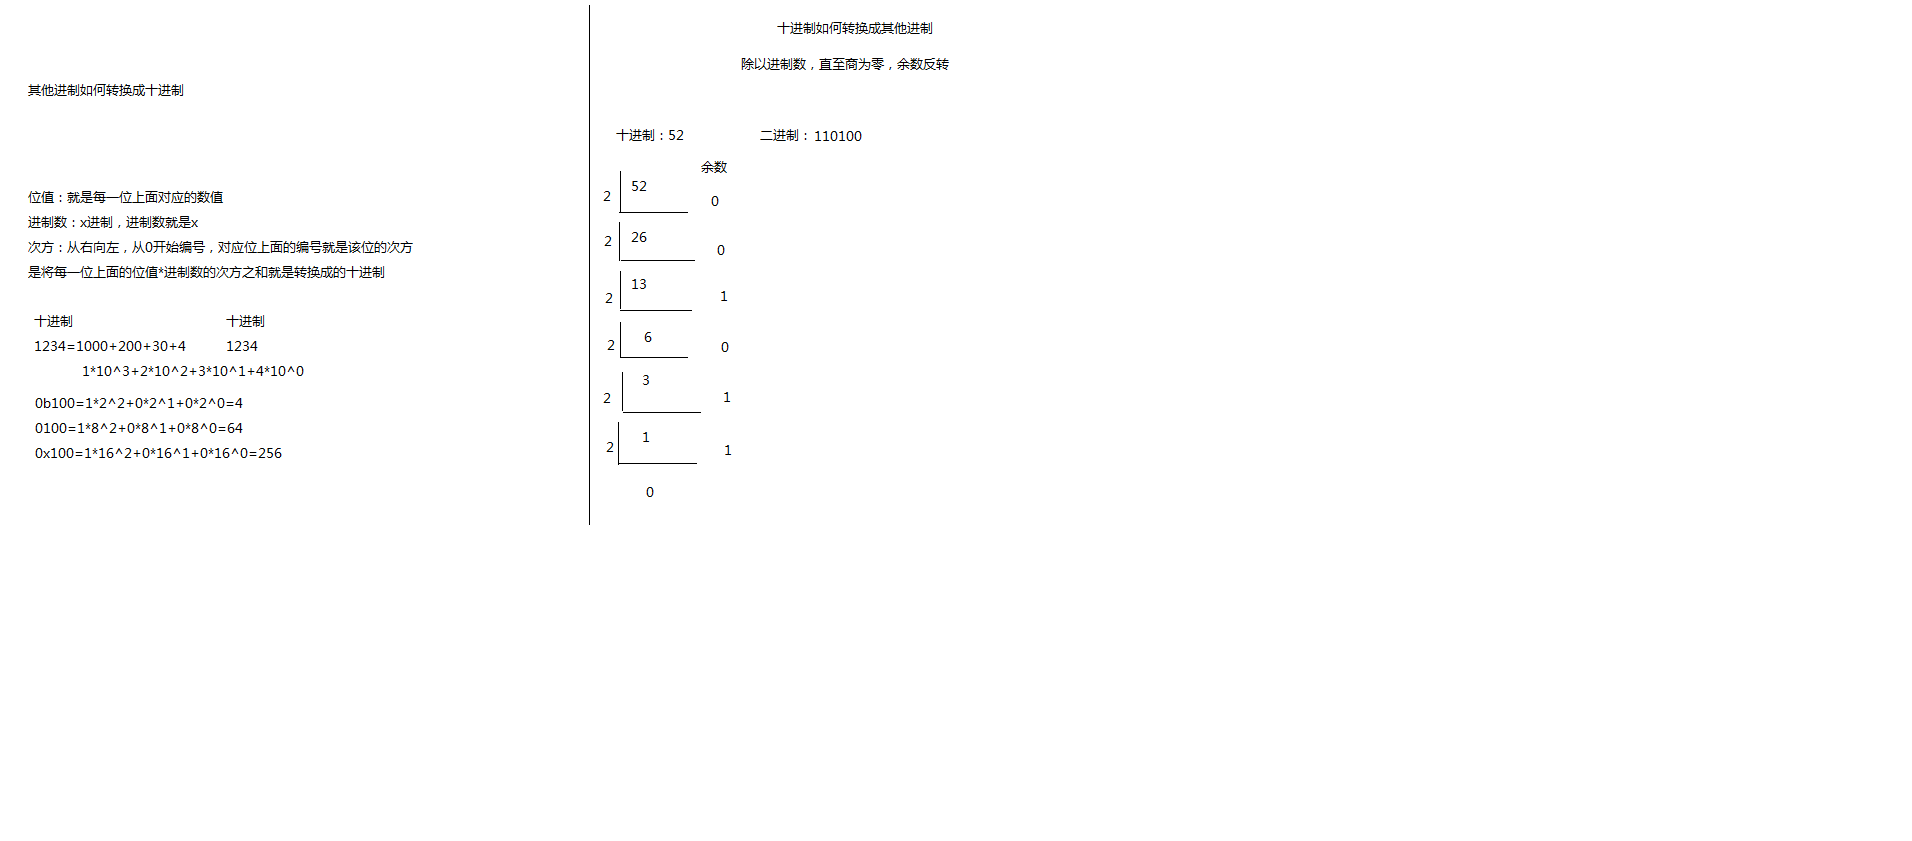 其他进制如何转换成十进制
位值：就是每一位上面对应的数值
进制数：x进制，进制数就是x
次方：从右向左，从0开始编号，对应位上面的编号就是该位的次方
是将每一位上面的位值*进制数的次方之和就是转换成的十进制
十进制 十进制
1234=1000+200+30+4 1234
1*10^3+2*10^2+3*10^1+4*10^0
0b100=1*2^2+0*2^1+0*2^0=4
0100=1*8^2+0*8^1+0*8^0=64
0x100=1*16^2+0*16^1+0*16^0=256
十进制如何转换成其他进制
除以进制数，直至商为零，余数反转
十进制：52 二进制： 110100
余数
2 52 0
2 26 0
2 13 1
2 6 0
2 3 1
2 1 1
0